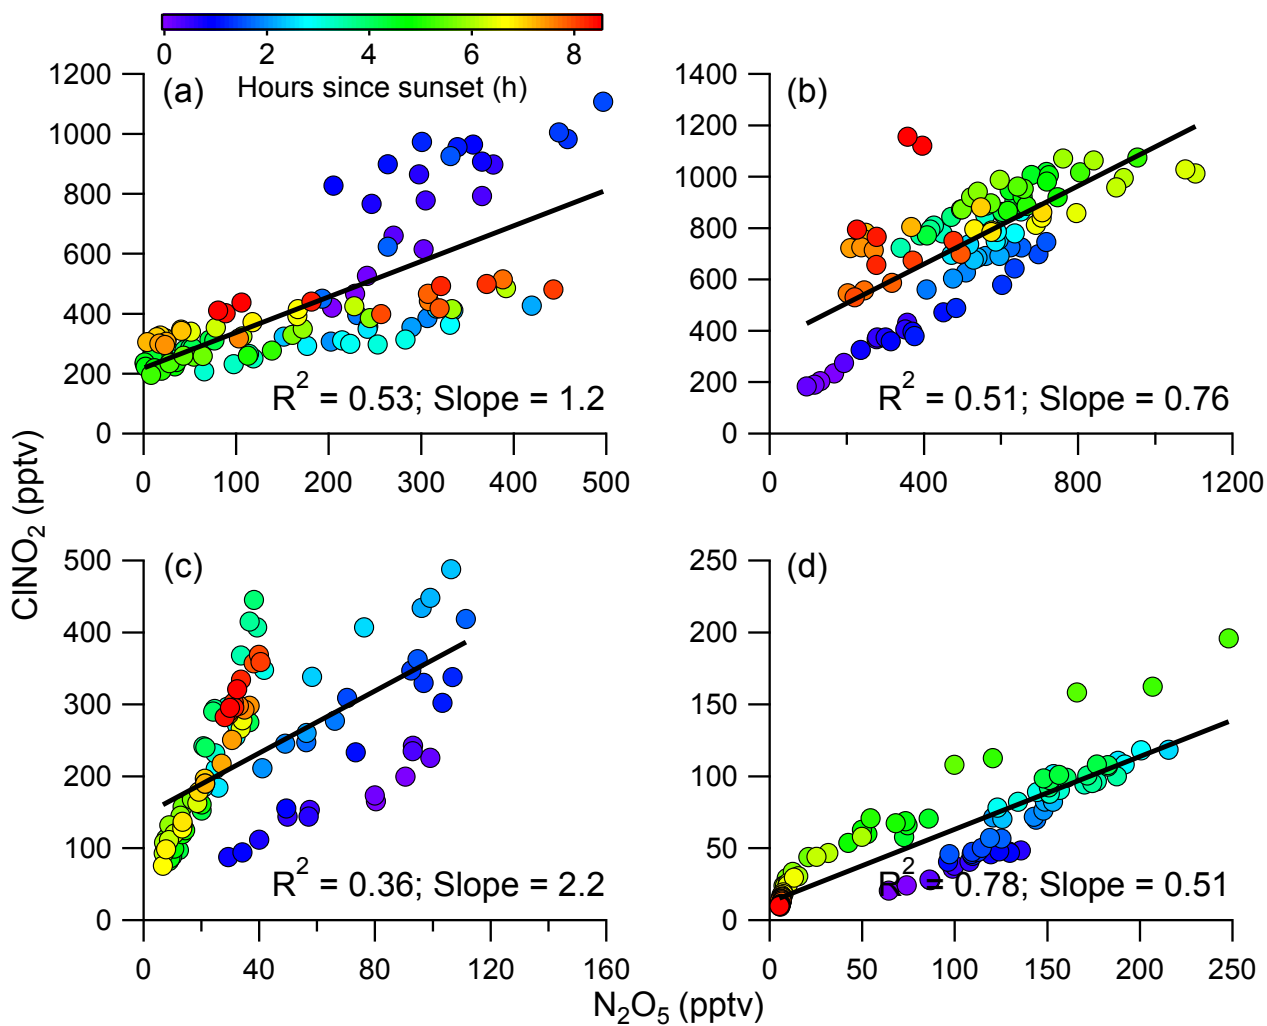 0 2 4 6 8
Hours since sunset (h)
(a)
1200
1000
800
600
400
200
0
R2 = 0.53; Slope = 1.2
0 100 200 300 400 500
(b)
1400
1200
1000
800
600
400
200
0
R2 = 0.51; Slope = 0.76
0 400 800 1200
ClNO2 (pptv)
(c)
500
400
300
200
100
0
R2 = 0.36; Slope = 2.2
0 40 80 120 160
(d)
250
200
150
100
50
0
R2 = 0.78; Slope = 0.51
0 50 100 150 200 250
N2O5 (pptv)